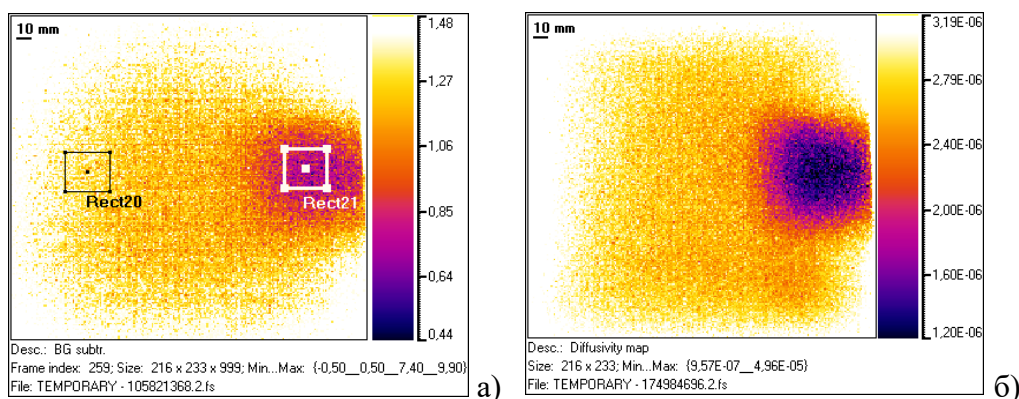 10 mm
Rect20
Rect21
1,48
1,27
1,06
0,85
0,64
0,44
Desc.: BG subtr.
Frame index: 259; Size: 216 x 233 x 999; Min...Max: {-0,50__0,50__7,40__9,90}
File: TEMPORARY - 105821368.2.fs
а)
10 mm
3,19E-06
2,79E-06
2,40E-06
2,00E-06
1,60E-06
1,20E-06
Desc.: Diffusivity map
Size: 216 x 233; Min...Max: {9,57E-07__4,96E-05}
File: TEMPORARY - 174984696.2.fs
б)